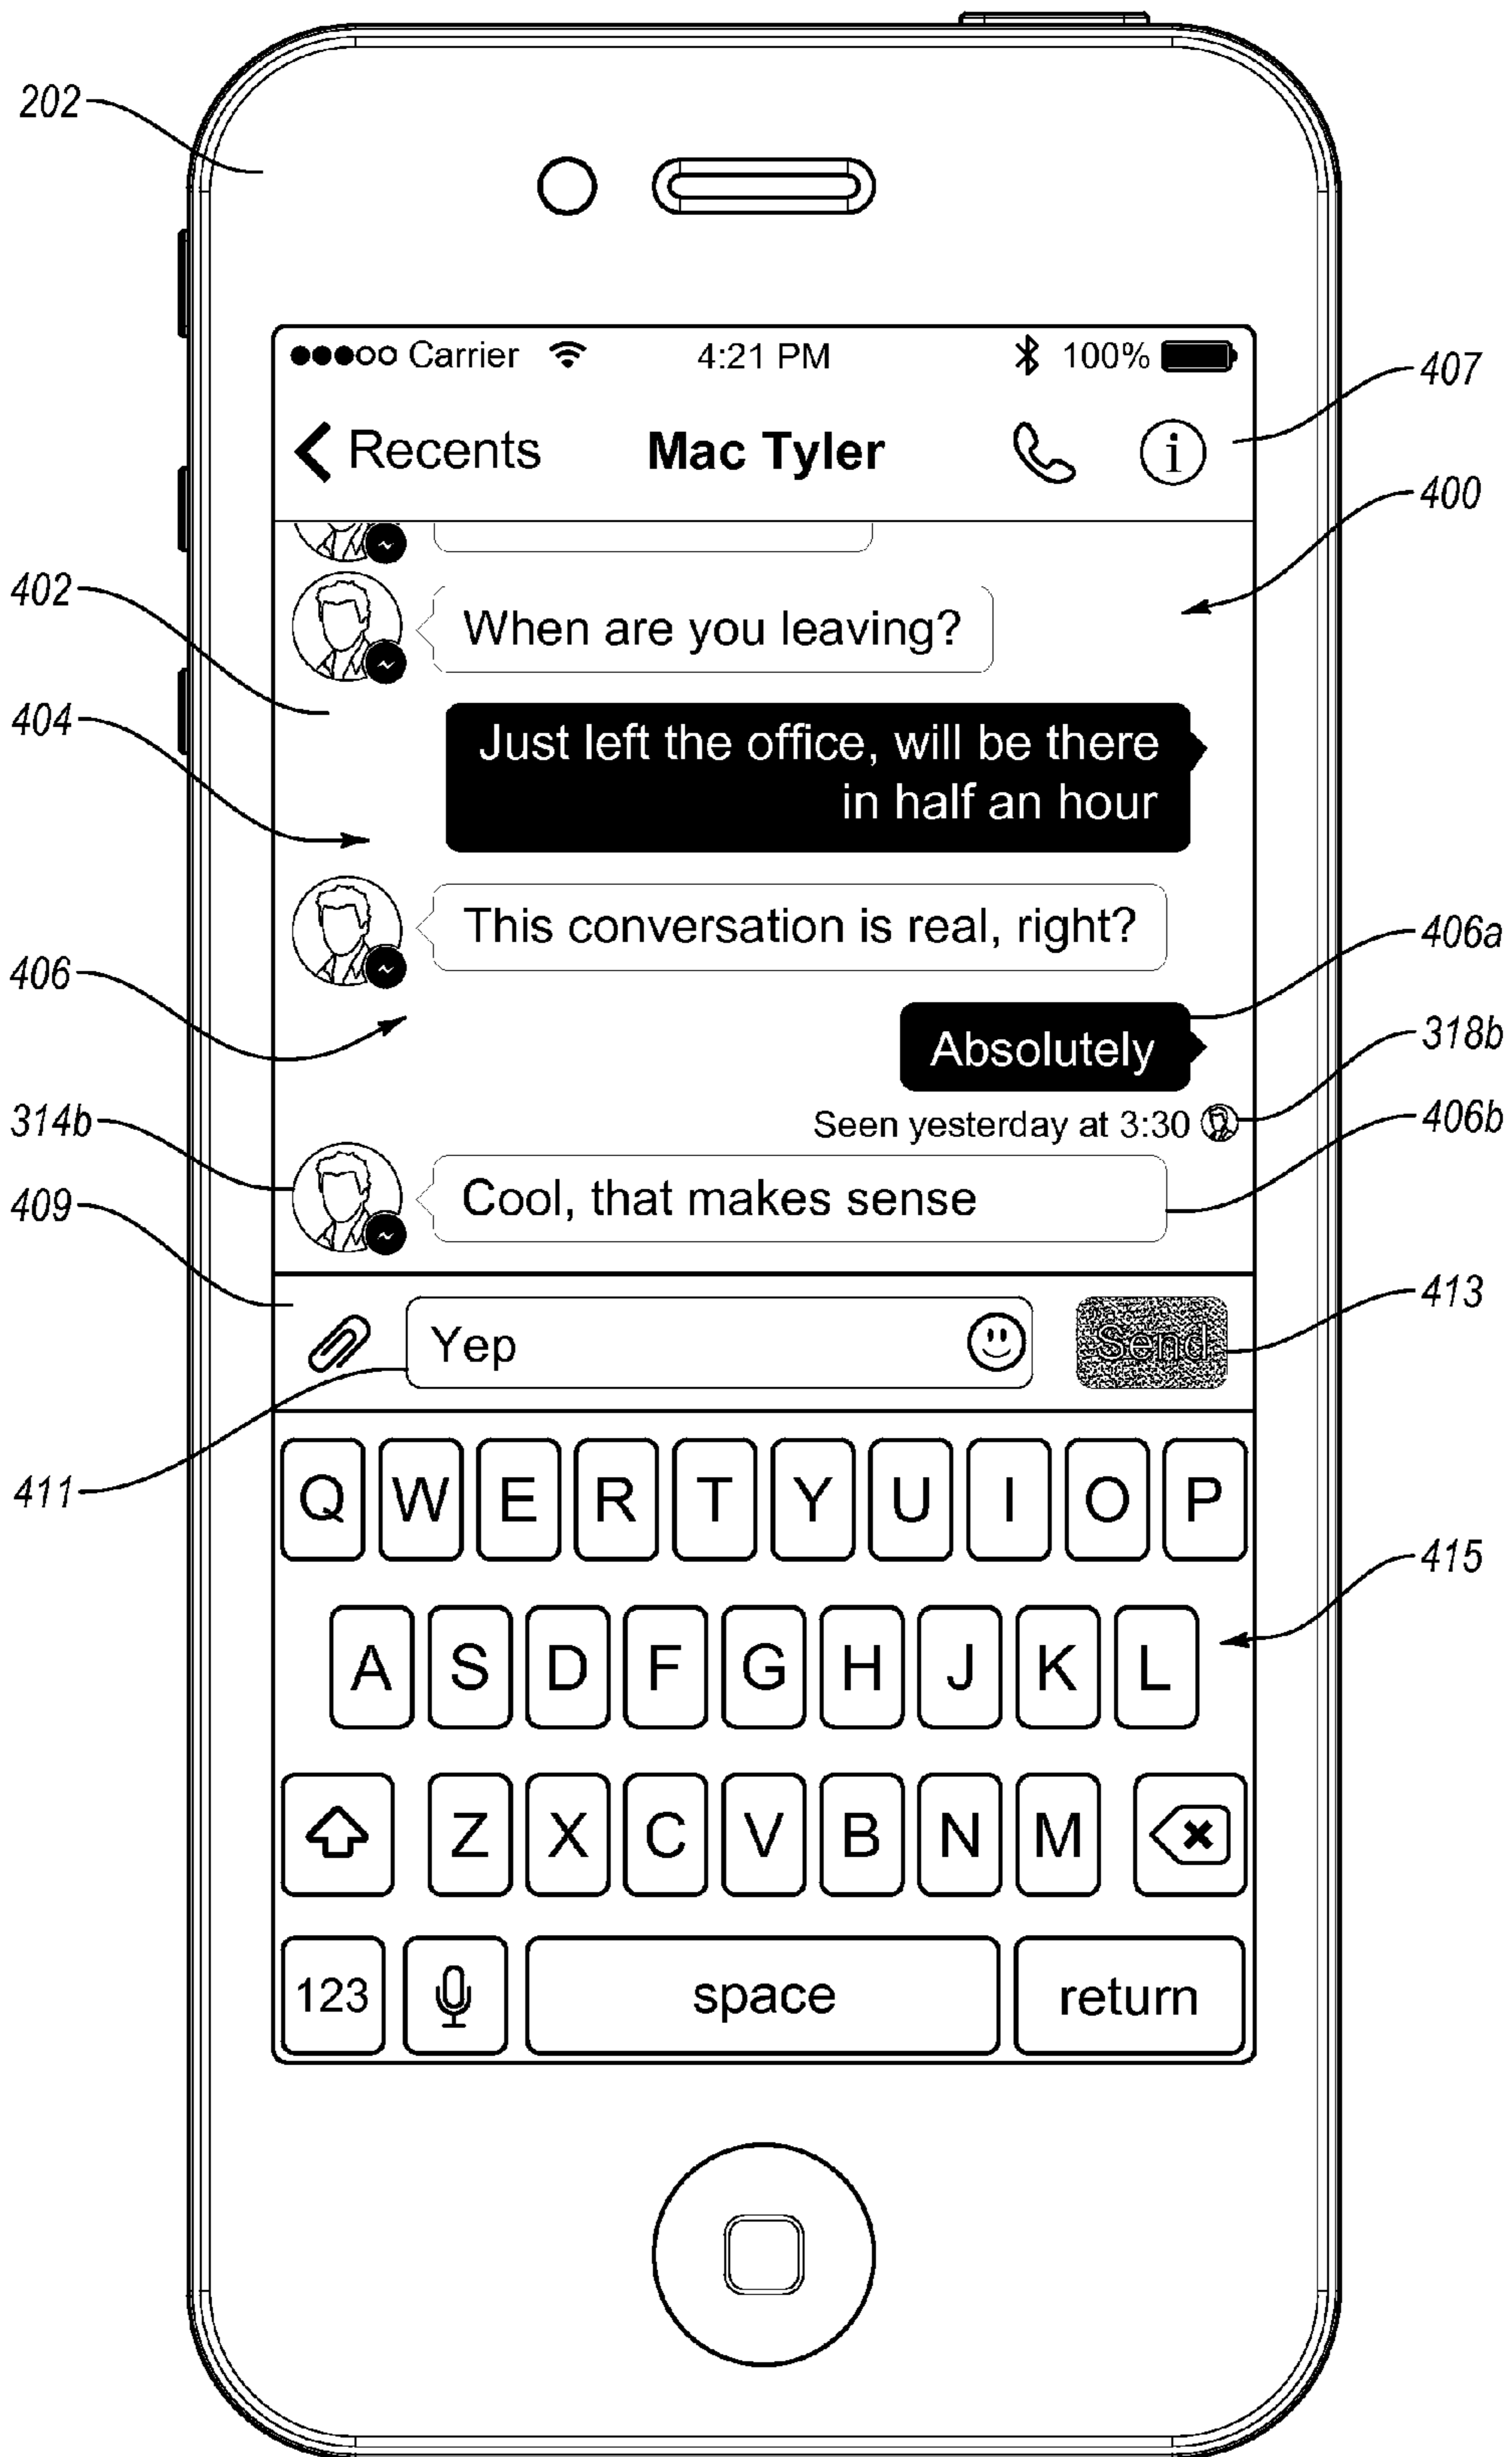 202
●●●○○ Carrier 4:21 PM 100%
407
Recents Mac Tyler i
400
402
When are you leaving?
404
Just left the office, will be there
in half an hour
This conversation is real, right?
406a
406
Absolutely
318b
314b
Seen yesterday at 3:30
406b
409
Cool, that makes sense
413
Yep Send
411
Q W E R T Y U I O P
415
A S D F G H J K L
Z X C V B N M
123 space return